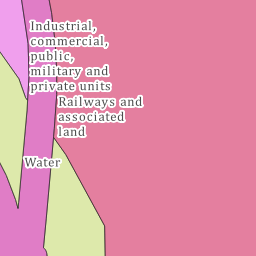 Industrial,
commercial,
public,
military and
private units
Railways and
associated
land
Water